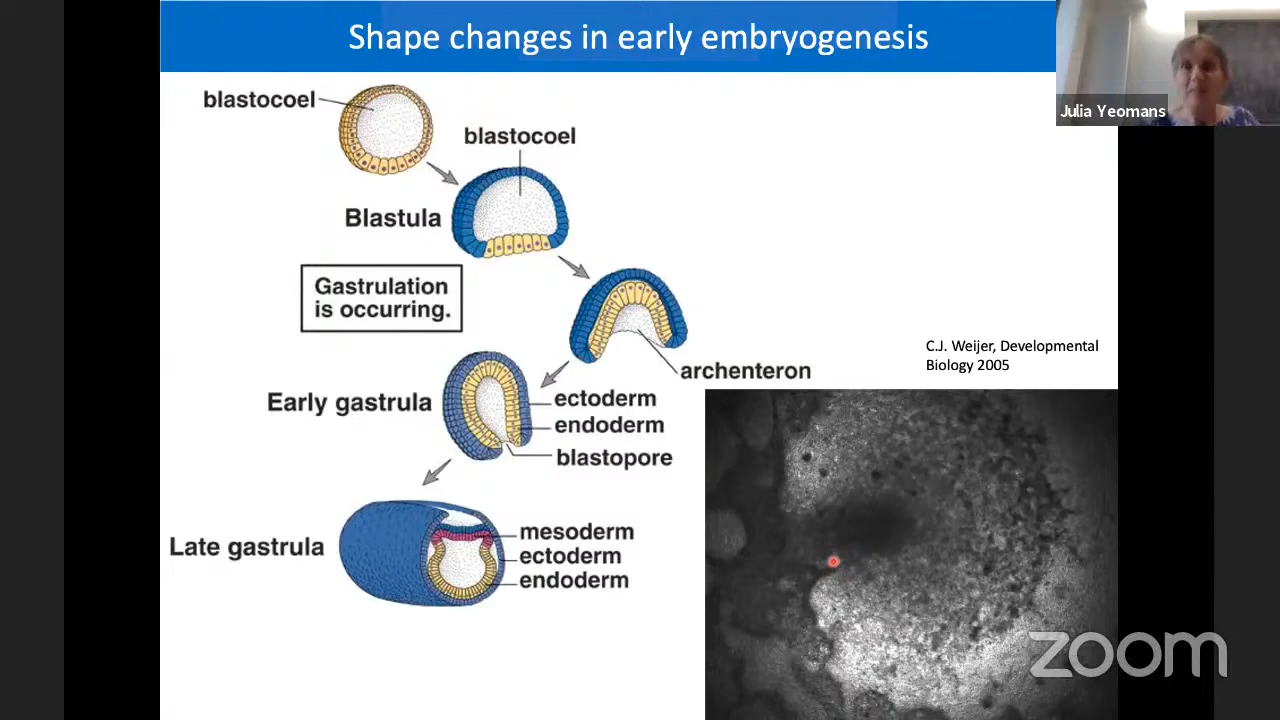 Shape changes in early embryogenesis
Julia Yeomans
blastocoel
blastocoel
Blastula
Gastrulation
is occurring.
archenteron
C.J. Weijer, Developmental
Biology 2005
Early gastrula
ectoderm
endoderm
blastopore
Late gastrula
mesoderm
ectoderm
endoderm
zoom